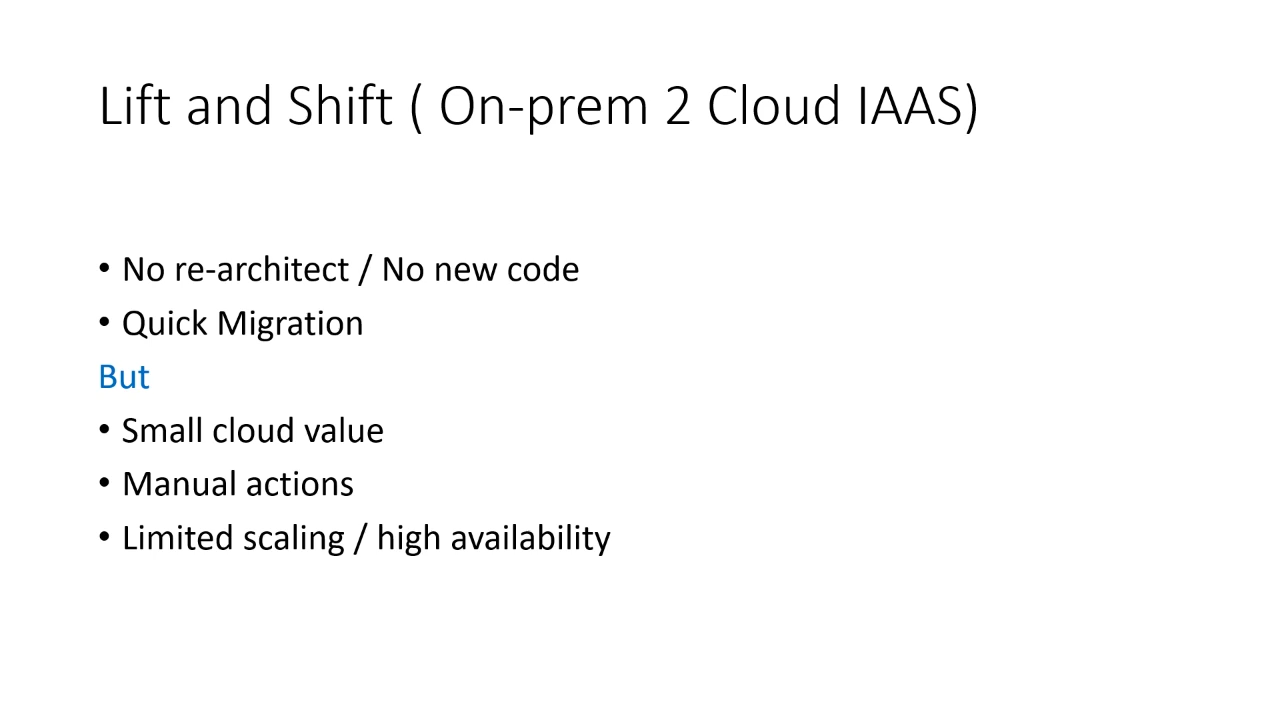 Lift and Shift ( On-prem 2 Cloud IAAS)
• No re-architect / No new code
• Quick Migration
But
• Small cloud value
• Manual actions
• Limited scaling / high availability